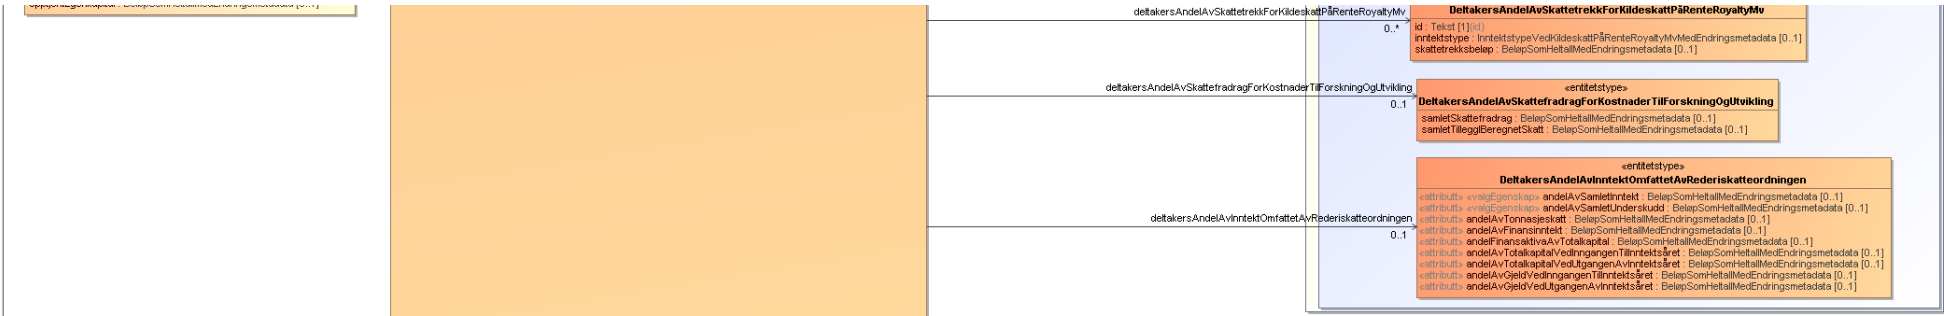 deltakersAndelAvSkattetrekkForKildeskattPåRenteRoyaltyMv
0..*
DeltakersAndelAvSkattetrekkForKildeskattPåRenteRoyaltyMv
id : Tekst [1]{id}
inntektstype : InntektstypeVedKildeskattPåRenteRoyaltyMvMedEndringsmetadata [0..1]
skattetrekksbeløp : BeløpSomHeltallMedEndringsmetadata [0..1]
deltakersAndelAvSkattefradragForKostnaderTilForskningOgUtvikling
0..1
«entitetstype»
DeltakersAndelAvSkattefradragForKostnaderTilForskningOgUtvikling
samletSkattefradrag : BeløpSomHeltallMedEndringsmetadata [0..1]
samletTilleggIBeregnetSkatt : BeløpSomHeltallMedEndringsmetadata [0..1]
deltakersAndelAvInntektOmfattetAvRederiskatteordningen
0..1
«entitetstype»
DeltakersAndelAvInntektOmfattetAvRederiskatteordningen
«attributt» «valgEgenskap» andelAvSamletInntekt : BeløpSomHeltallMedEndringsmetadata [0..1]
«attributt» «valgEgenskap» andelAvSamletUnderskudd : BeløpSomHeltallMedEndringsmetadata [0..1]
«attributt» andelAvTonnasjeskatt : BeløpSomHeltallMedEndringsmetadata [0..1]
«attributt» andelAvFinansinntekt : BeløpSomHeltallMedEndringsmetadata [0..1]
«attributt» andelFinansaktivaAvTotalkapital : BeløpSomHeltallMedEndringsmetadata [0..1]
«attributt» andelAvTotalkapitalVedInngangenTilInntektsåret : BeløpSomHeltallMedEndringsmetadata [0..1]
«attributt» andelAvTotalkapitalVedUtgangenAvInntektsåret : BeløpSomHeltallMedEndringsmetadata [0..1]
«attributt» andelAvGjeldVedInngangenTilInntektsåret : BeløpSomHeltallMedEndringsmetadata [0..1]
«attributt» andelAvGjeldVedUtgangenAvInntektsåret : BeløpSomHeltallMedEndringsmetadata [0..1]